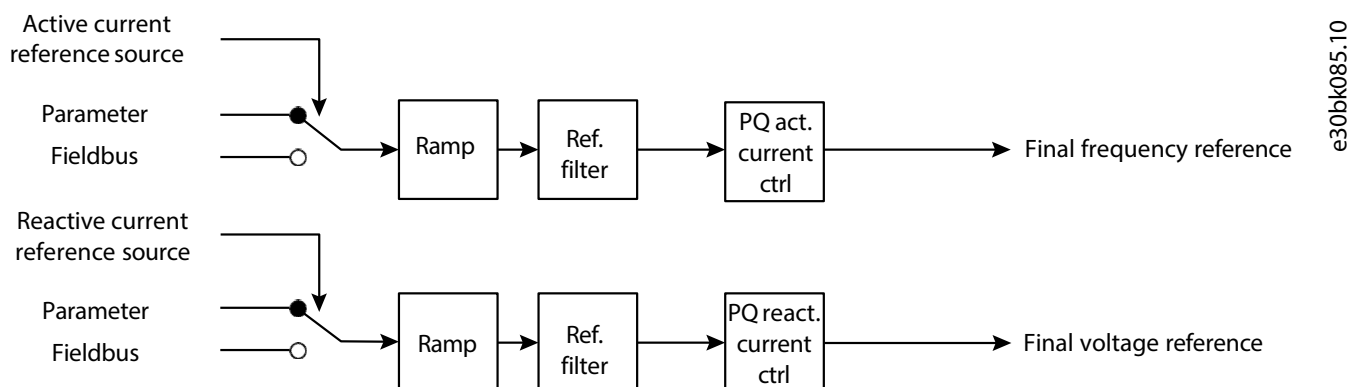 Active current
reference source
Parameter
Fieldbus
Ramp
Ref.
filter
PQ act.
current
ctrl
Final frequency reference
e30bk085.10
Reactive current
reference source
Parameter
Fieldbus
Ramp
Ref.
filter
PQ react.
current
ctrl
Final voltage reference